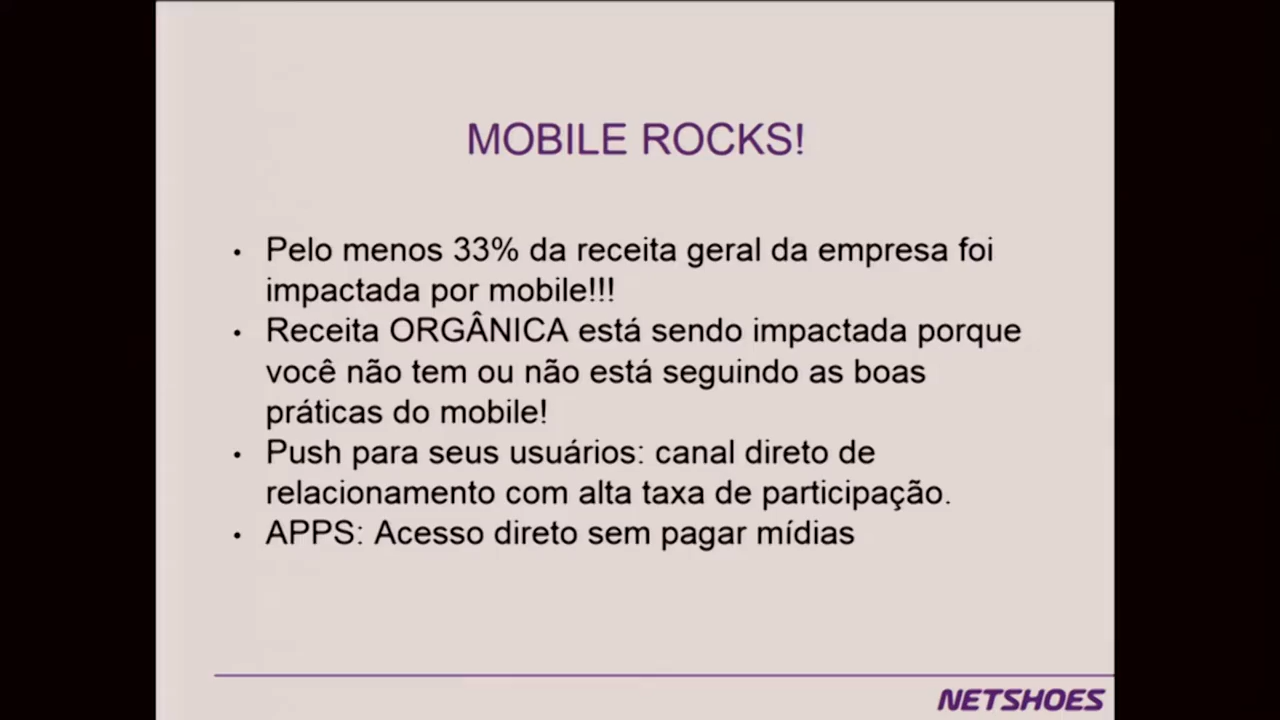 MOBILE ROCKS!
• Pelo menos 33% da receita geral da empresa foi
impactada por mobile!!!
• Receita ORGÂNICA está sendo impactada porque
você não tem ou não está seguindo as boas
práticas do mobile!
• Push para seus usuários: canal direto de
relacionamento com alta taxa de participação.
• APPS: Acesso direto sem pagar mídias
NETSHOES